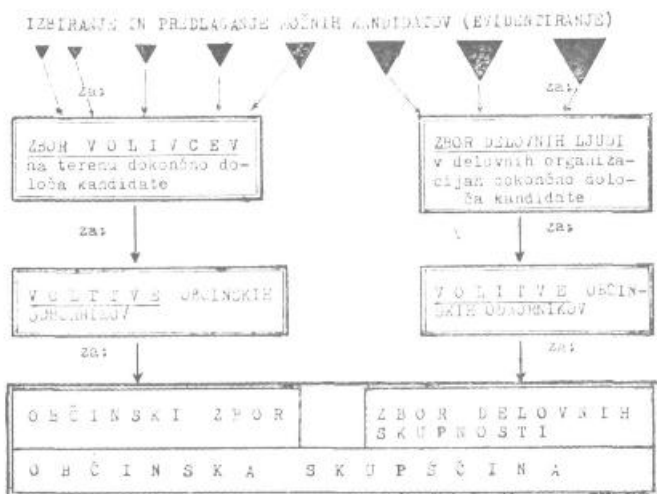 IZBIRANJE IN PREDLAGANJE MOŽNIH KANDIDATOV (EVIDENTIRANJE)
za:
za:
ZBOR VOLIVCEV
na terenu dokončno do-
loča kandidate
ZBOR DELOVNIH LJUDI
v delovnih organiza-
cijah dokončno dolo-
ča kandidate
za:
za:
VOLITVE OBČINSKIH
ODBORNIKOV
VOLITVE OBČIN-
SKIH ODBORNIKOV
za:
za:
OBČINSKI ZBOR
ZBOR DELOVNIH
SKUPNOSTI
OBČINSKA SKUPŠČINA